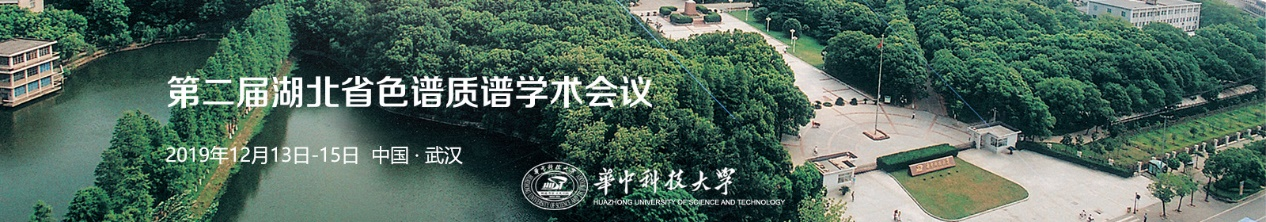 第二届湖北省色谱质谱学术会议
2019年12月13日-15日 中国·武汉
華中科技大学
HUAZHONG UNIVERSITY OF SCIENCE AND TECHNOLOGY